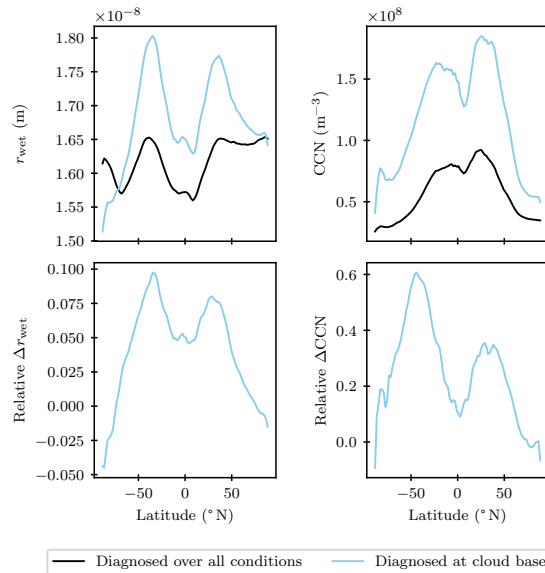 ×10⁻⁸
×10⁸
1.80
1.75
1.70
1.65
1.60
1.55
1.50
r_wet (m)
1.5
1.0
0.5
CCN (m⁻³)
0.100
0.075
0.050
0.025
0.000
−0.025
−0.050
Relative Δr_wet
0.6
0.4
0.2
0.0
Relative ΔCCN
−50 0 50
−50 0 50
Latitude (°N)
Latitude (°N)
Diagnosed over all conditions
Diagnosed at cloud base